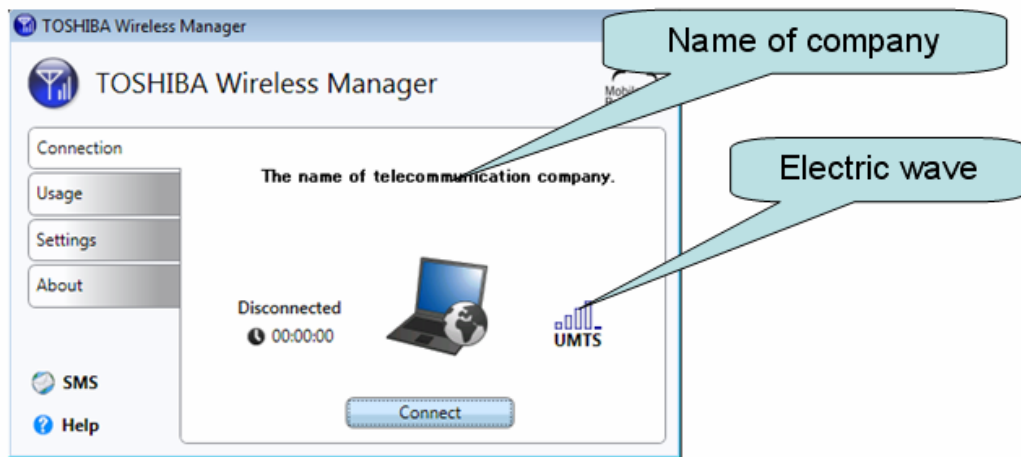 TOSHIBA Wireless Manager
Name of company
TOSHIBA Wireless Manager
Connection
The name of telecommunication company.
Electric wave
Usage
Settings
About
Disconnected
00:00:00
UMTS
SMS
Connect
Help